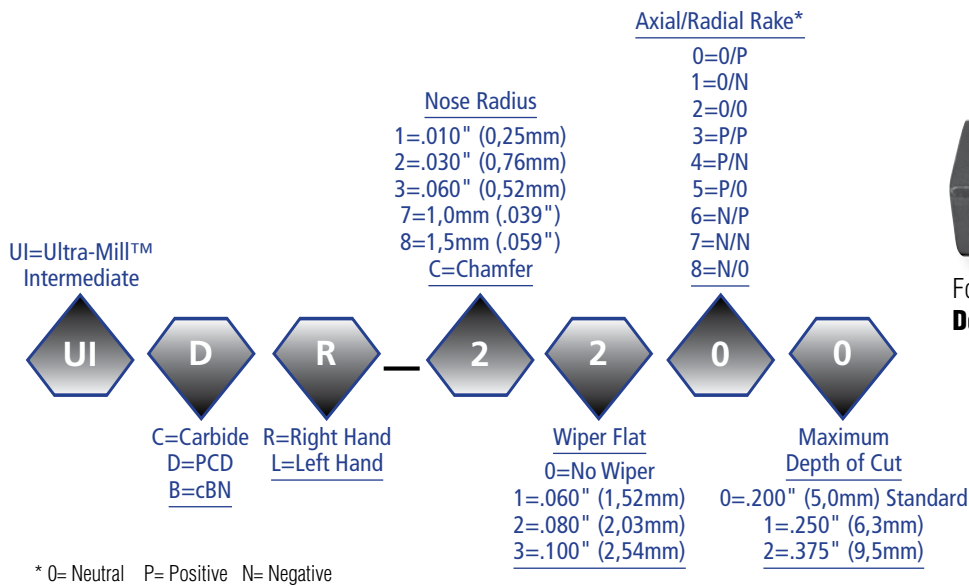 Axial/Radial Rake*
0=0/P
1=0/N
2=0/0
3=P/P
4=P/N
5=P/0
6=N/P
7=N/N
8=N/0
Nose Radius
1=.010" (0,25mm)
2=.030" (0,76mm)
3=.060" (0,52mm)
7=1,0mm (.039")
8=1,5mm (.059")
C=Chamfer
UI=Ultra-Mill™
Intermediate
UI D R _ 2 2 0 0
C=Carbide
D=PCD
B=cBN
R=Right Hand
L=Left Hand
Wiper Flat
0=No Wiper
1=.060" (1,52mm)
2=.080" (2,03mm)
3=.100" (2,54mm)
Maximum
Depth of Cut
0=.200" (5,0mm) Standard
1=.250" (6,3mm)
2=.375" (9,5mm)
* 0= Neutral P= Positive N= Negative